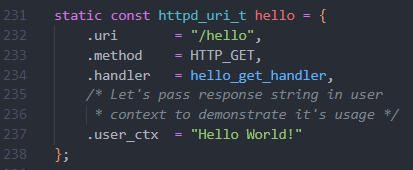 231 static const httpd_uri_t hello = {
232     .uri       = "/hello",
233     .method    = HTTP_GET,
234     .handler   = hello_get_handler,
235     /* Let's pass response string in user
236      * context to demonstrate it's usage */
237     .user_ctx  = "Hello World!"
238 };